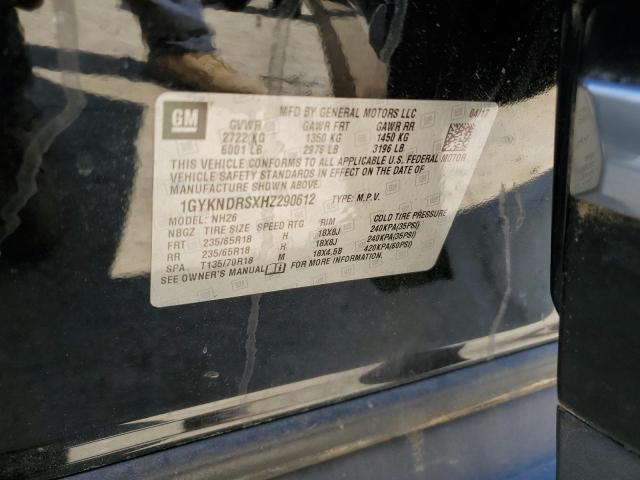 GM
MFD BY GENERAL MOTORS LLC 04/17
GVWR GAWR FRT GAWR RR
2722 KG 1350 KG 1450 KG
6001 LB 2976 LB 3196 LB
THIS VEHICLE CONFORMS TO ALL APPLICABLE U.S. FEDERAL MOTOR
VEHICLE SAFETY STANDARDS IN EFFECT ON THE DATE OF
MANUFACTURE SHOWN ABOVE.
1GYKNDRSXHZ290612 TYPE: M.P.V.
MODEL: NH26
NBGZ TIRE SIZE SPEED RTG RIM COLD TIRE PRESSURE
FRT 235/65R18 H 18X8J 240KPA(35PSI)
RR 235/65R18 H 18X8J 240KPA(35PSI)
SPA T135/70R18 M 18X4.5B 420KPA(60PSI)
SEE OWNER'S MANUAL FOR MORE INFORMATION.